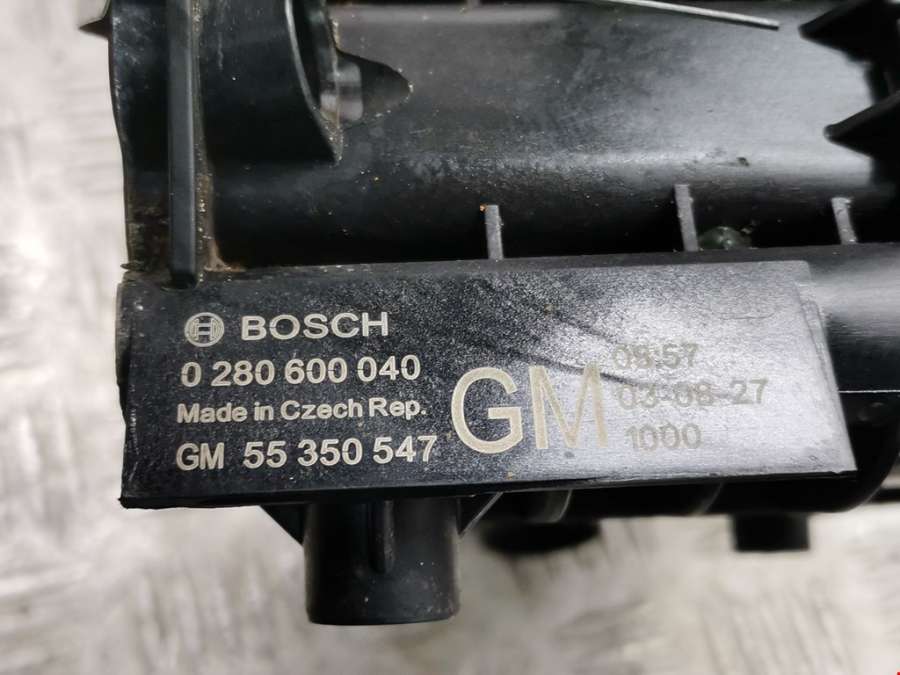 BOSCH
0 280 600 040
Made in Czech Rep.
GM 55 350 547
GM
08:57
03-08-27
1000